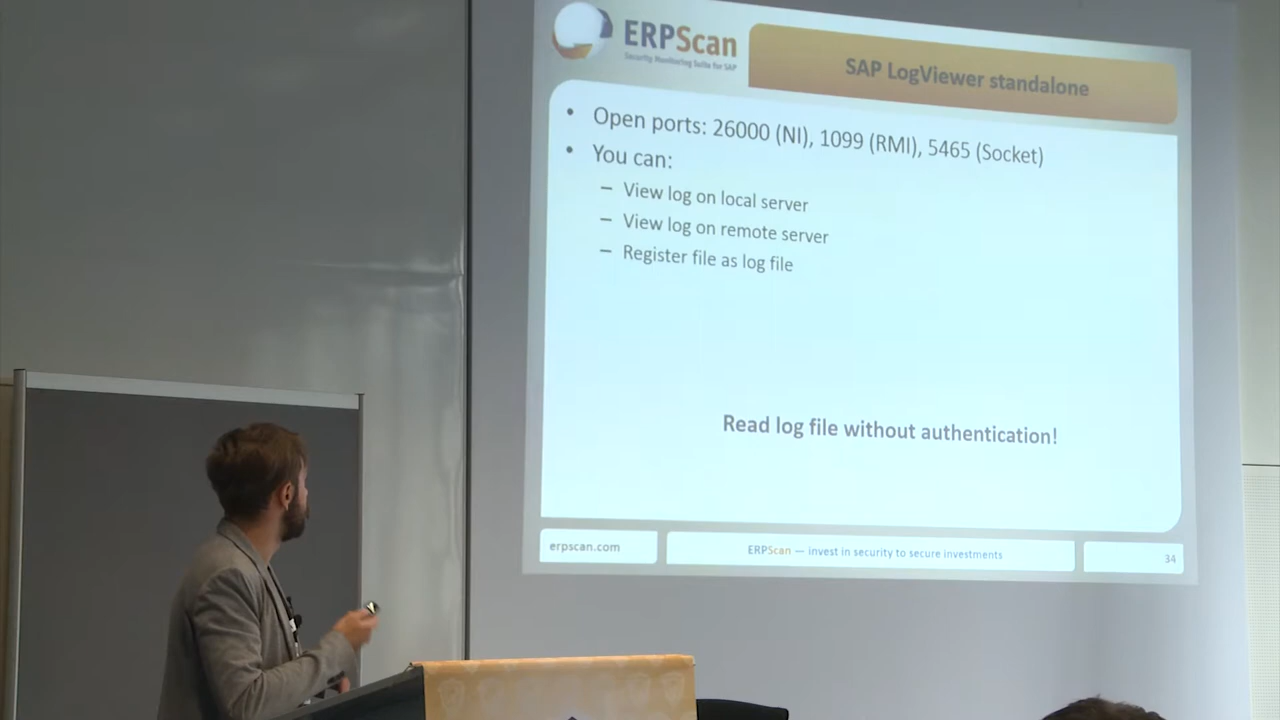 ERPScan
Security Monitoring Suite for SAP
SAP LogViewer standalone
• Open ports: 26000 (NI), 1099 (RMI), 5465 (Socket)
• You can:
– View log on local server
– View log on remote server
– Register file as log file
Read log file without authentication!
erpscan.com
ERPScan — invest in security to secure investments
34